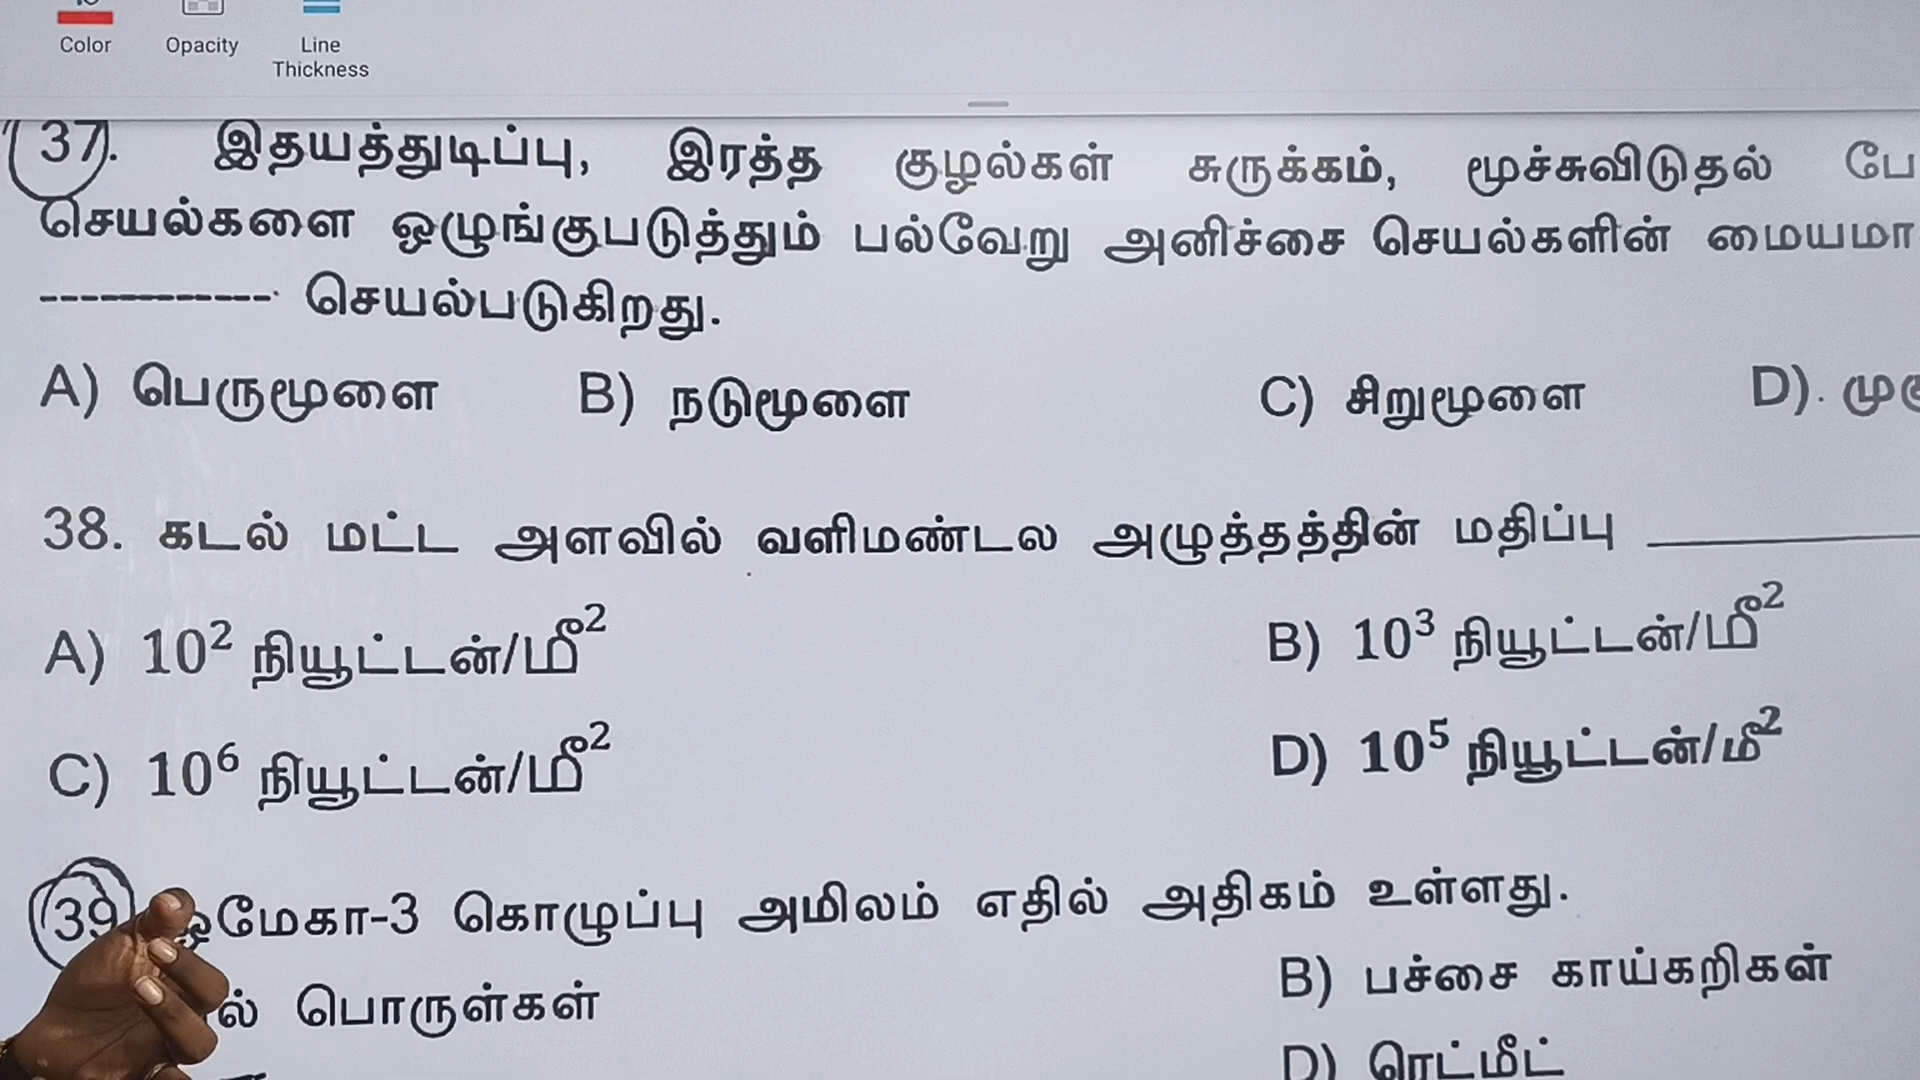 Color
Opacity
Line
Thickness
37. இதயத்துடிப்பு, இரத்த குழல்கள் சுருக்கம், மூச்சுவிடுதல்
செயல்களை ஒழுங்குபடுத்தும் பல்வேறு அனிச்சை செயல்களின்
------------ செயல்படுகிறது.
A) பெருமூளை B) நடுமூளை C) சிறுமூளை D).
38. கடல் மட்ட அளவில் வளிமண்டல அழுத்தத்தின் மதிப்பு ________
A) 10² நியூட்டன்/மீ² B) 10³ நியூட்டன்/மீ²
C) 10⁶ நியூட்டன்/மீ² D) 10⁵ நியூட்டன்/மீ²
39 ஒமேகா-3 கொழுப்பு அமிலம் எதில் அதிகம் உள்ளது.
பொருள்கள் B) பச்சை காய்கறிகள்
D) ரெட்மீட்